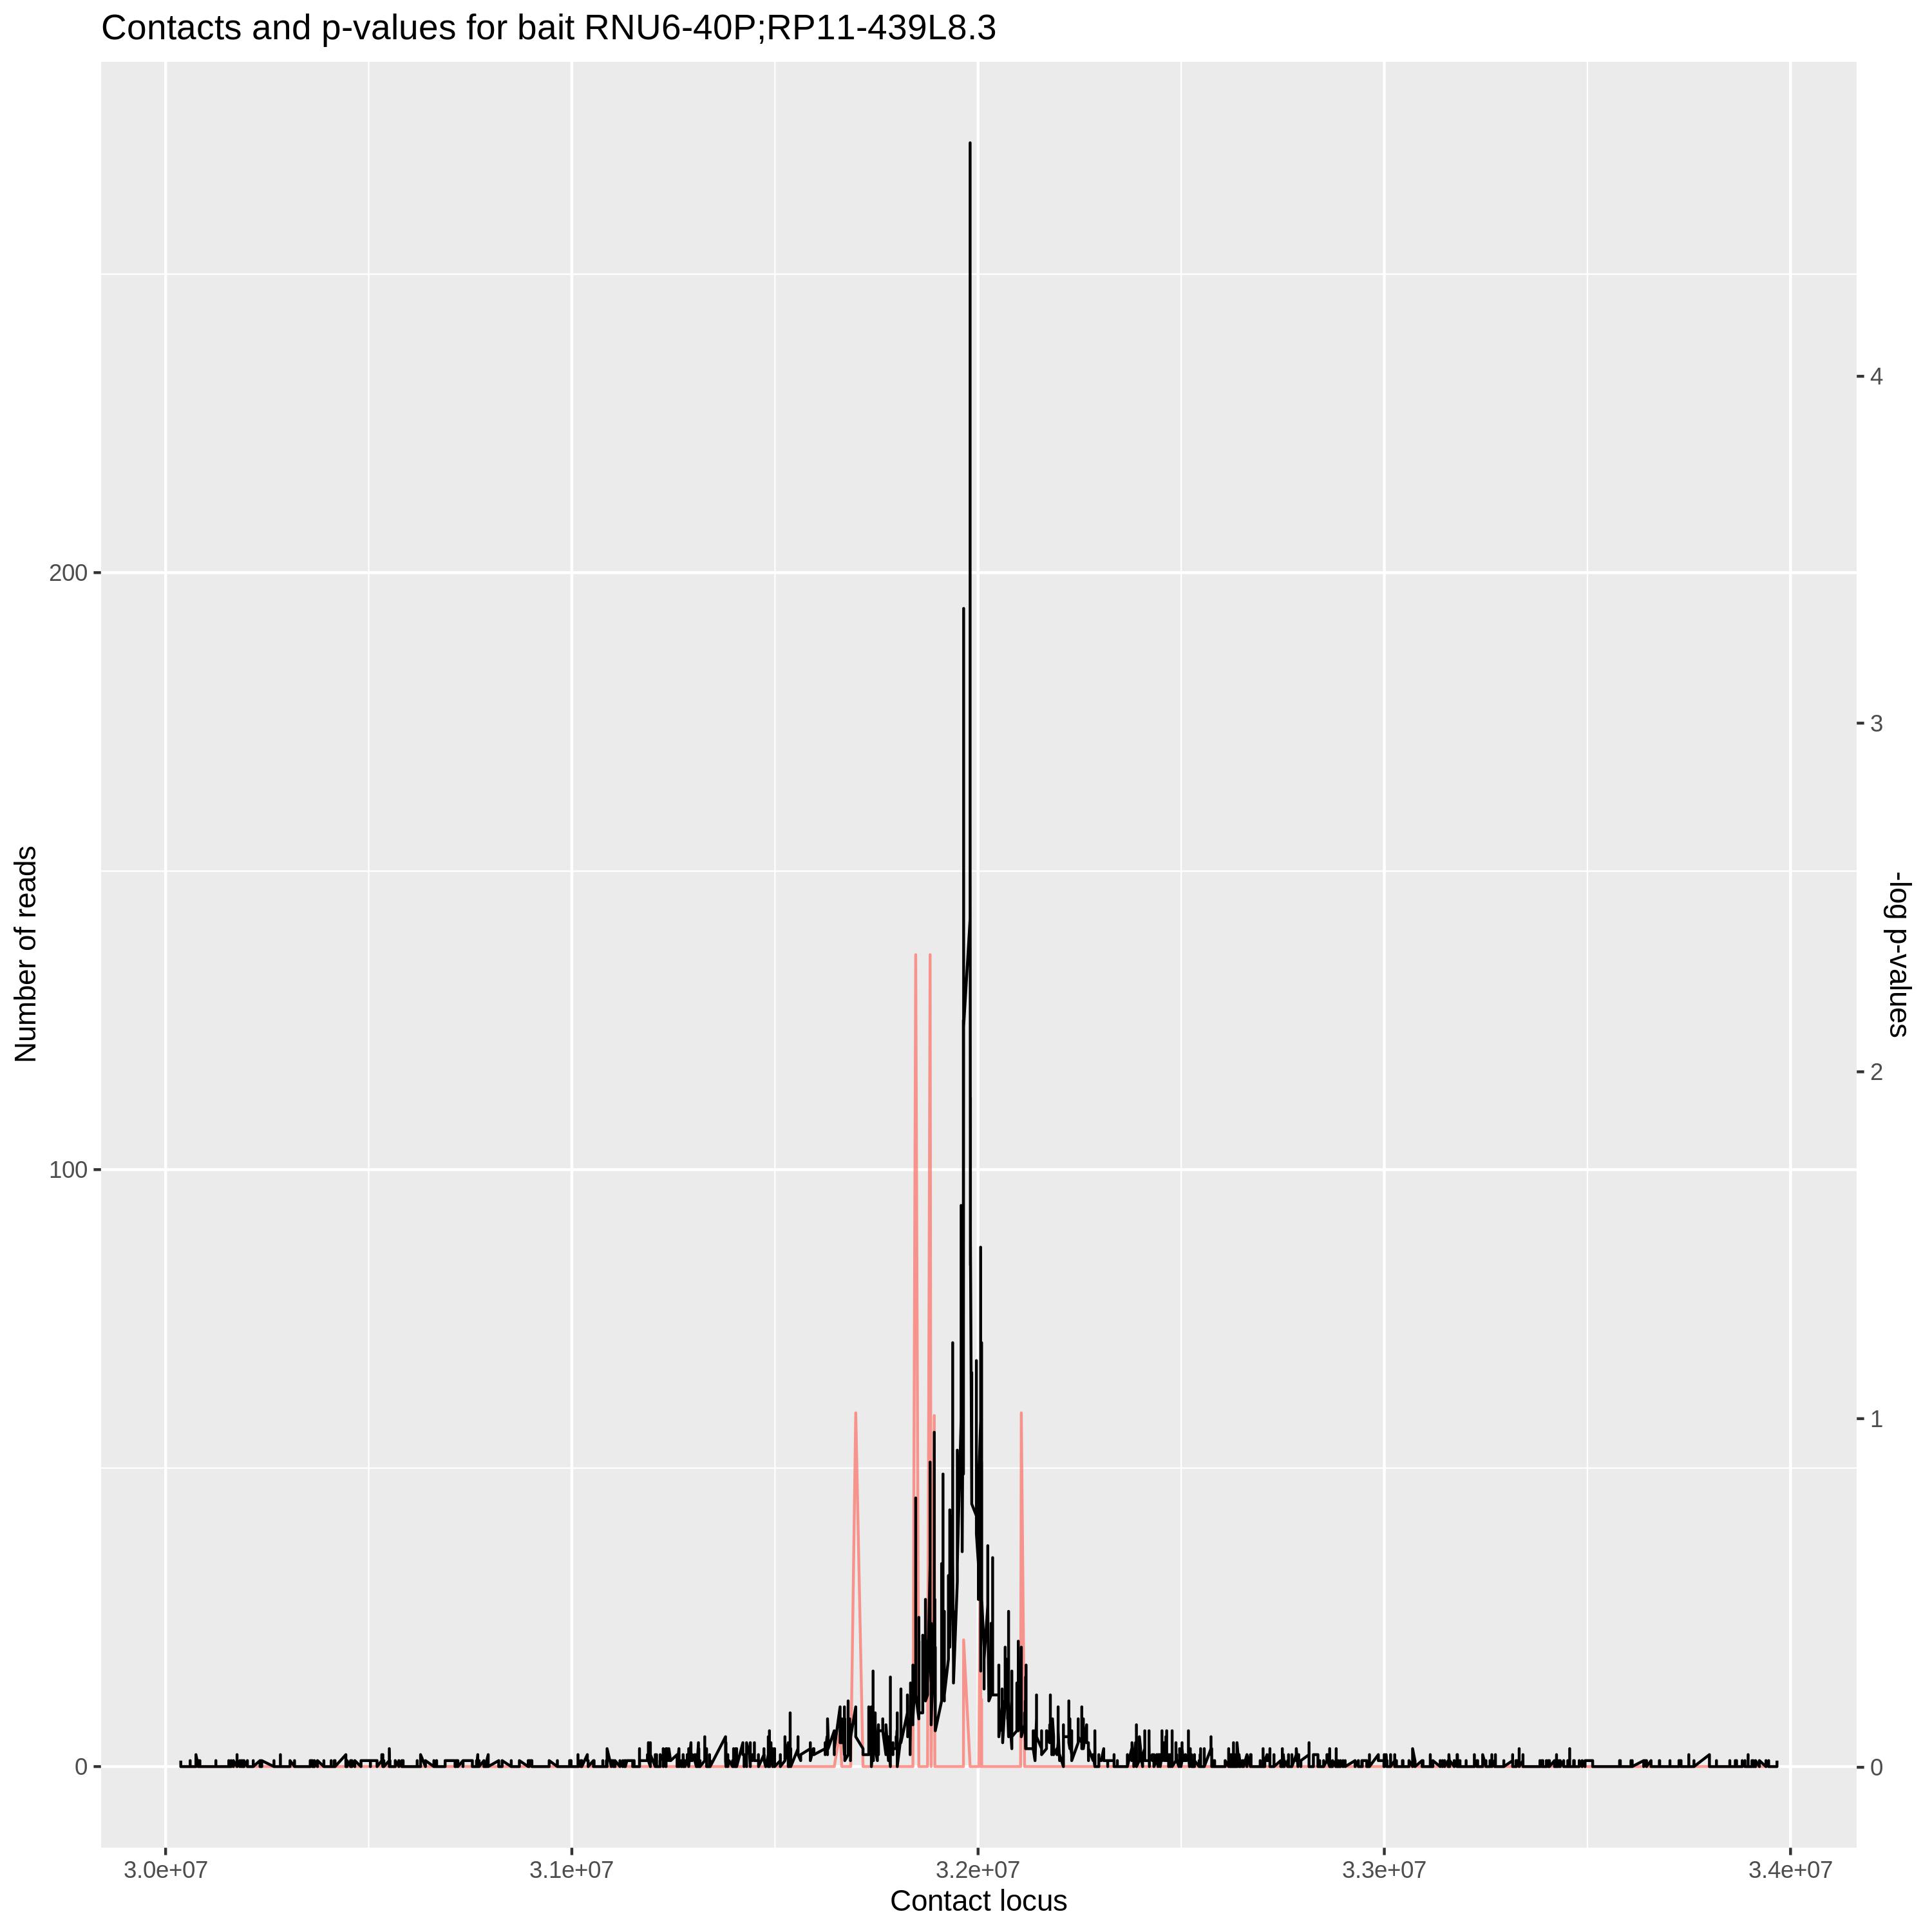 Contacts and p-values for bait RNU6-40P;RP11-439L8.3
Number of reads
200
100
0
4
3
2
1
0
-log p-values
3.0e+07
3.1e+07
3.2e+07
3.3e+07
3.4e+07
Contact locus